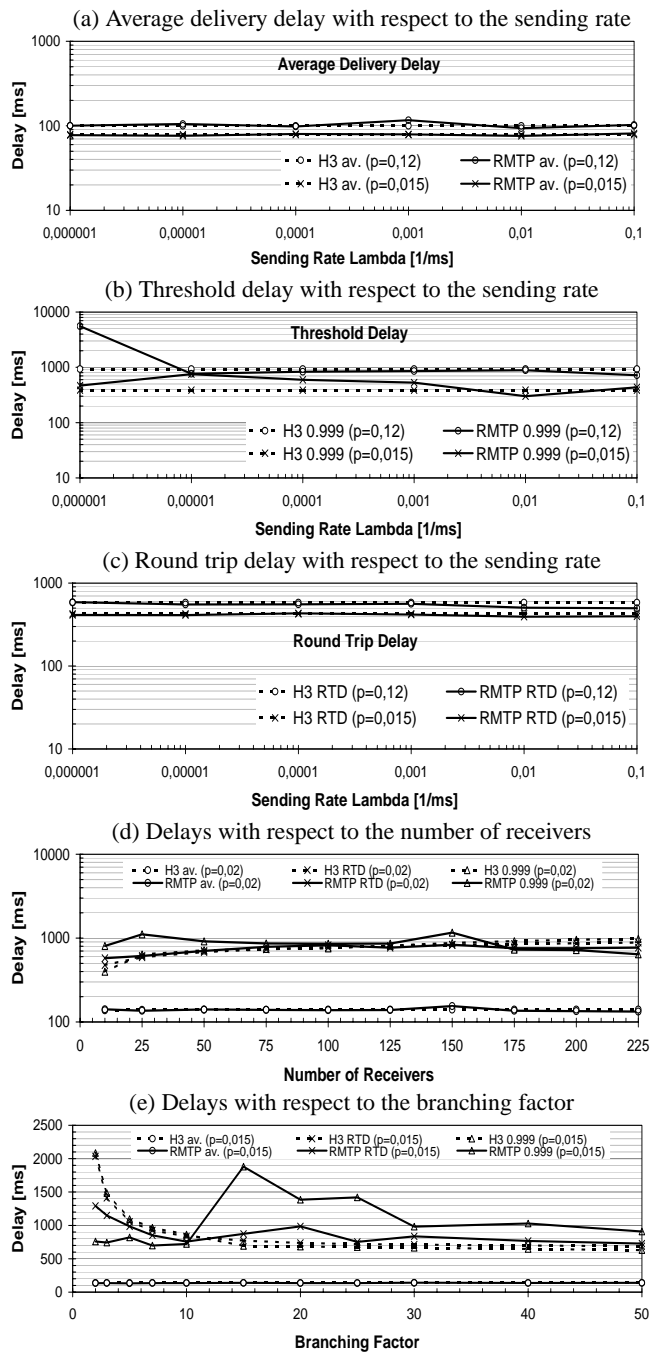 (a) Average delivery delay with respect to the sending rate
1000
Average Delivery Delay
Delay [ms]
100
H3 av. (p=0,12) RMTP av. (p=0,12)
H3 av. (p=0,015) RMTP av. (p=0,015)
10
0,000001 0,00001 0,0001 0,001 0,01 0,1
Sending Rate Lambda [1/ms]
(b) Threshold delay with respect to the sending rate
10000
Threshold Delay
Delay [ms]
1000
100
H3 0.999 (p=0,12) RMTP 0.999 (p=0,12)
H3 0.999 (p=0,015) RMTP 0.999 (p=0,015)
10
0,000001 0,00001 0,0001 0,001 0,01 0,1
Sending Rate Lambda [1/ms]
(c) Round trip delay with respect to the sending rate
1000
Delay [ms]
Round Trip Delay
100
H3 RTD (p=0,12) RMTP RTD (p=0,12)
H3 RTD (p=0,015) RMTP RTD (p=0,015)
10
0,000001 0,00001 0,0001 0,001 0,01 0,1
Sending Rate Lambda [1/ms]
(d) Delays with respect to the number of receivers
10000
H3 av. (p=0,02) H3 RTD (p=0,02) H3 0.999 (p=0,02)
RMTP av. (p=0,02) RMTP RTD (p=0,02) RMTP 0.999 (p=0,02)
Delay [ms]
1000
100
0 25 50 75 100 125 150 175 200 225
Number of Receivers
(e) Delays with respect to the branching factor
2500
H3 av. (p=0,015) H3 RTD (p=0,015) H3 0.999 (p=0,015)
RMTP av. (p=0,015) RMTP RTD (p=0,015) RMTP 0.999 (p=0,015)
2000
Delay [ms]
1500
1000
500
0
0 10 20 30 40 50
Branching Factor